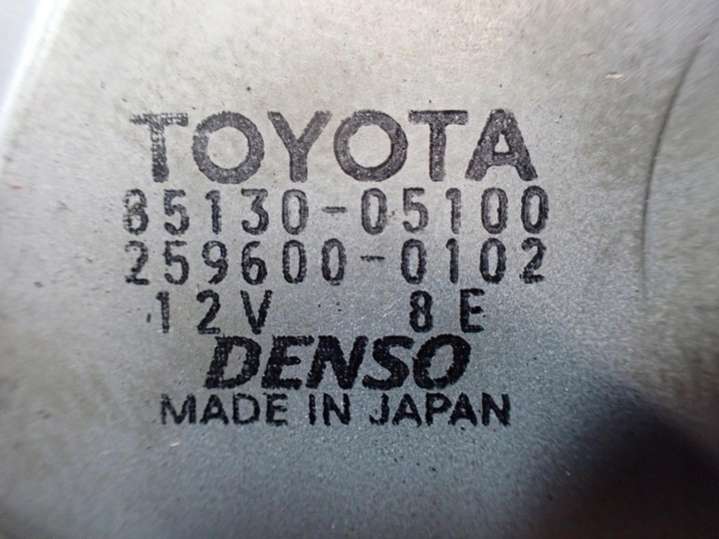 TOYOTA
85130-05100
259600-0102
12V 8E
DENSO
MADE IN JAPAN